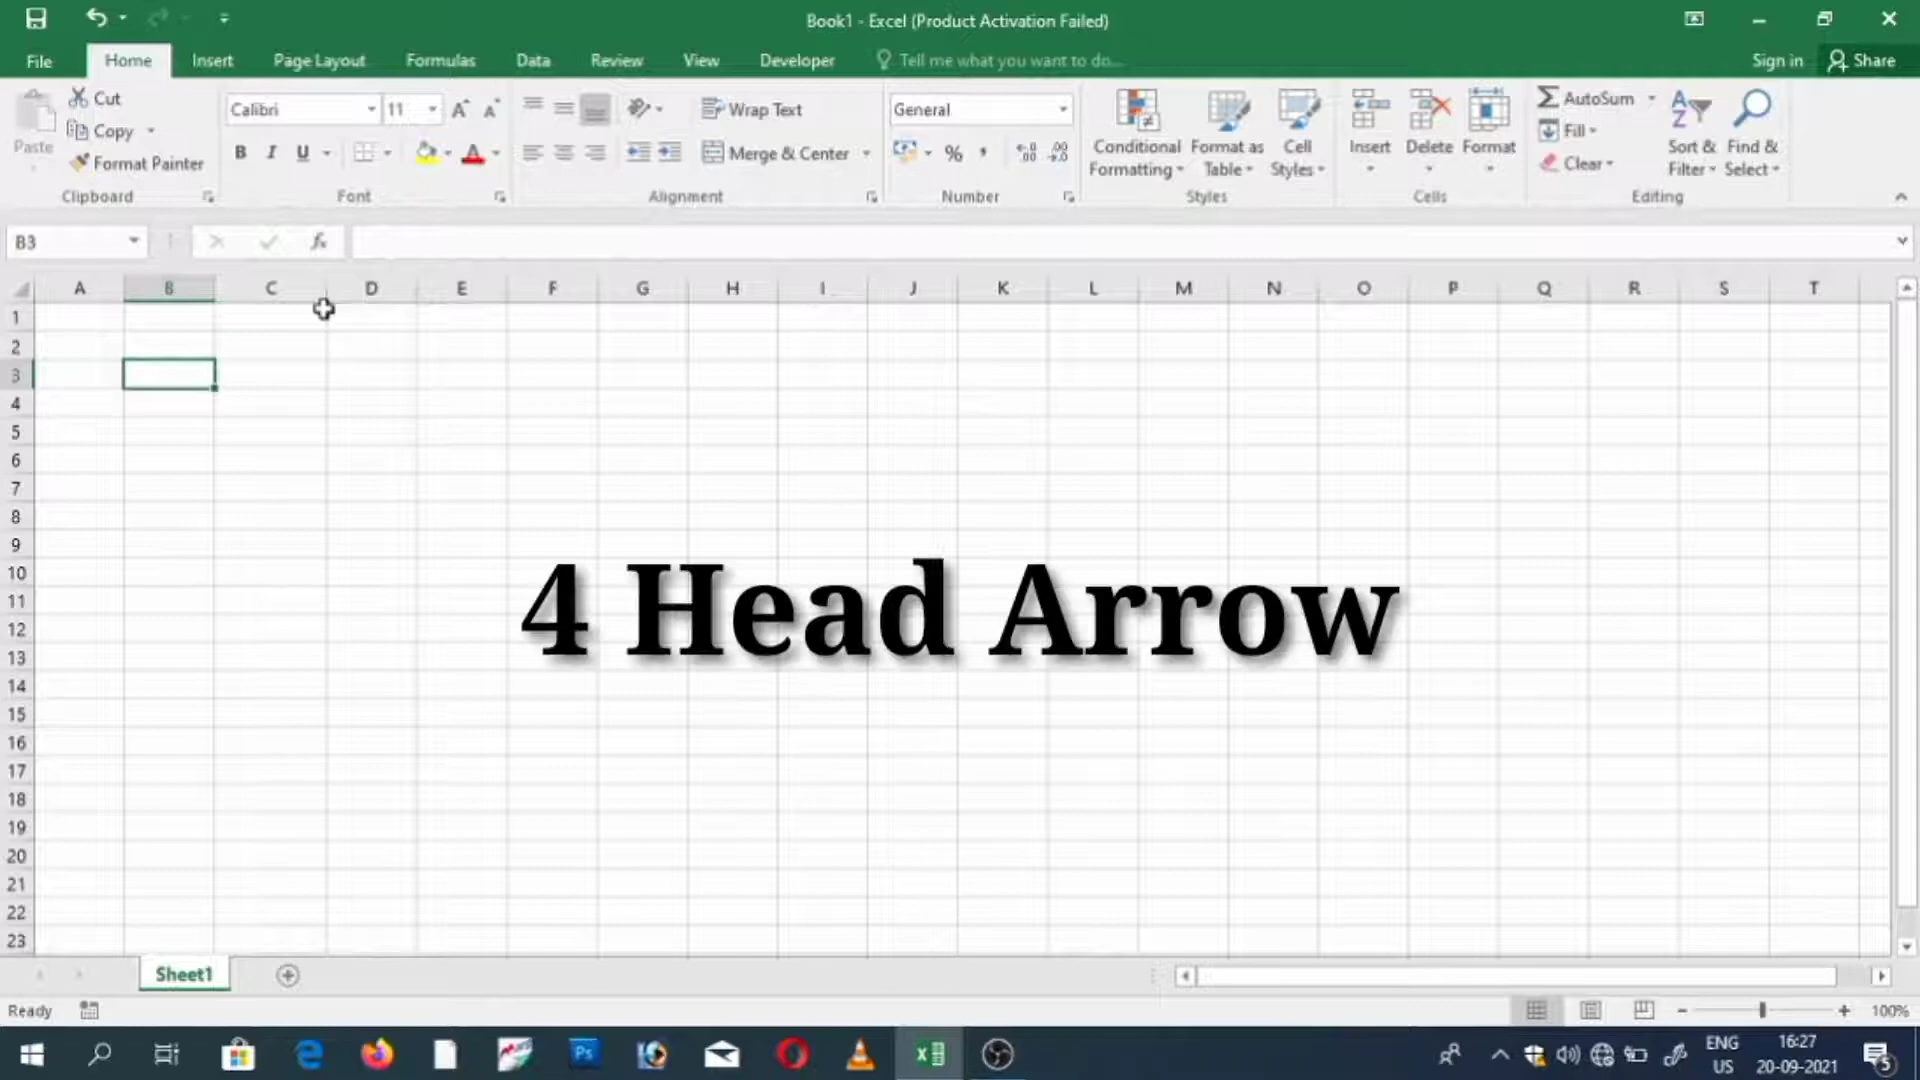 Book1 - Excel (Product Activation Failed)
File Home Insert Page Layout Formulas Data Review View Developer Tell me what you want to do... Sign in Share
Paste
Cut
Copy
Format Painter
Clipboard
Calibri 11
B I U
Font
Wrap Text
Merge & Center
Alignment
General
%
Number
Conditional Formatting
Format as Table
Cell Styles
Styles
Insert Delete Format
Cells
AutoSum
Fill
Clear
Sort & Filter
Find & Select
Editing
B3 fx
A B C D E F G H I J K L M N O P Q R S T
1
2
3
4
5
6
7
8
9
10
11
12
13
14
15
16
17
18
19
20
21
22
23
4 Head Arrow
Sheet1
Ready 100%
ENG
US
16:27
20-09-2021
5